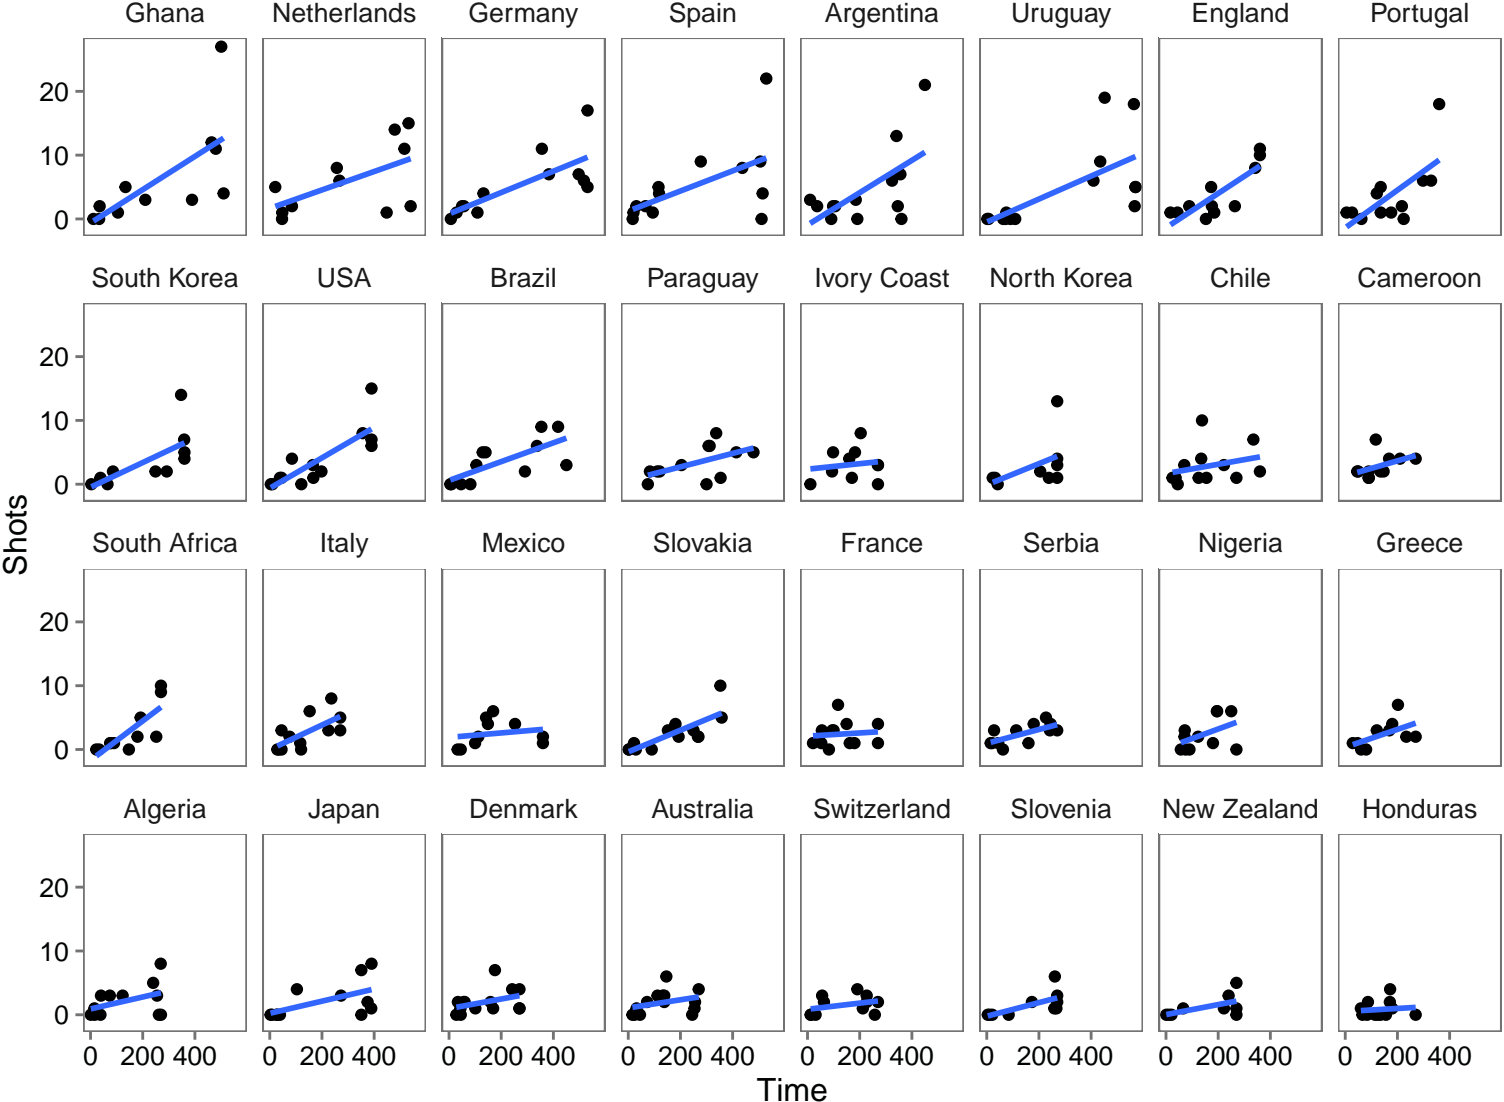 Ghana Netherlands Germany Spain Argentina Uruguay England Portugal
20
10
0
South Korea USA Brazil Paraguay Ivory Coast North Korea Chile Cameroon
20
10
0
Shots
South Africa Italy Mexico Slovakia France Serbia Nigeria Greece
20
10
0
Algeria Japan Denmark Australia Switzerland Slovenia New Zealand Honduras
20
10
0
0 200 400 0 200 400 0 200 400 0 200 400 0 200 400 0 200 400 0 200 400 0 200 400
Time